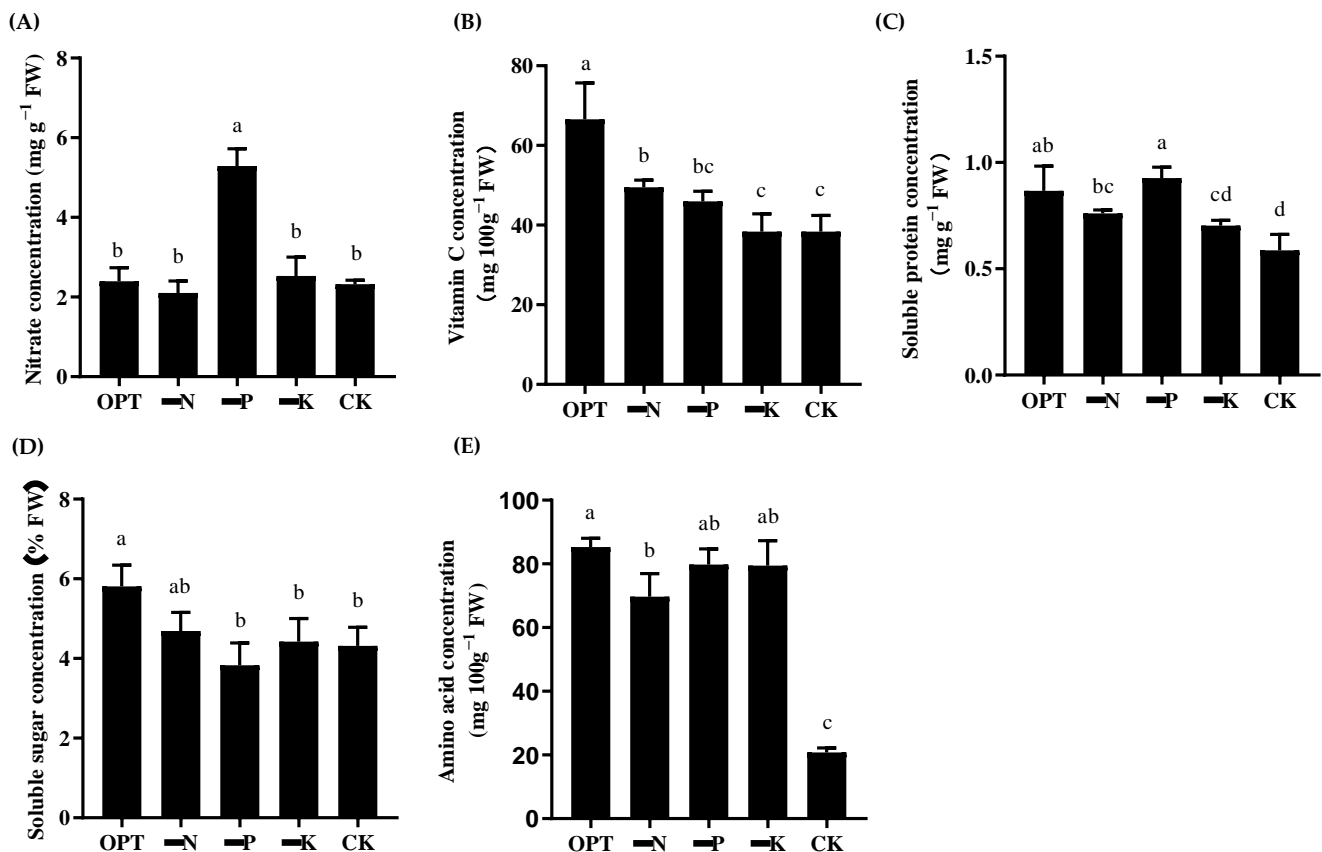 (A)
Nitrate concentration (mg g⁻¹ FW)
8
6
4
2
0
b
b
a
b
b
OPT
−N
−P
−K
CK
(B)
Vitamin C concentration
(mg 100g⁻¹ FW)
80
60
40
20
0
a
b
bc
c
c
OPT
−N
−P
−K
CK
(C)
Soluble protein concentration
(mg g⁻¹ FW)
1.5
1.0
0.5
0.0
ab
bc
a
cd
d
OPT
−N
−P
−K
CK
(D)
Soluble sugar concentration (% FW)
8
6
4
2
0
a
ab
b
b
b
OPT
−N
−P
−K
CK
(E)
Amino acid concentration
(mg 100g⁻¹ FW)
100
80
60
40
20
0
a
b
ab
ab
c
OPT
−N
−P
−K
CK